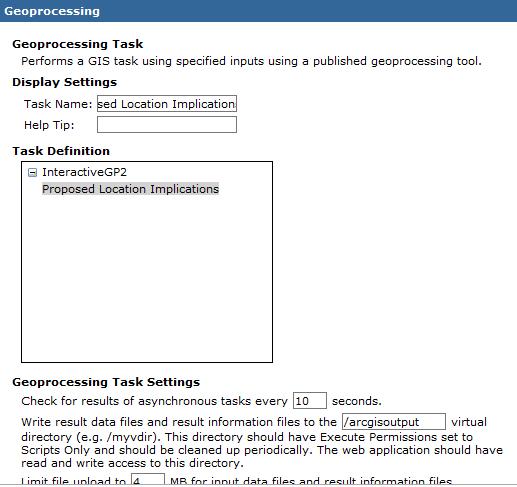 Geoprocessing
Geoprocessing Task
Performs a GIS task using specified inputs using a published geoprocessing tool.
Display Settings
Task Name: sed Location Implications
Help Tip:
Task Definition
InteractiveGP2
Proposed Location Implications
Geoprocessing Task Settings
Check for results of asynchronous tasks every 10 seconds.
Write result data files and result information files to the /arcgisoutput virtual
directory (e.g. /myvdir). This directory should have Execute Permissions set to
Scripts Only and should be cleaned up periodically. The web application should have
read and write access to this directory.
Limit file upload to 4 MB for input data files and result information files.